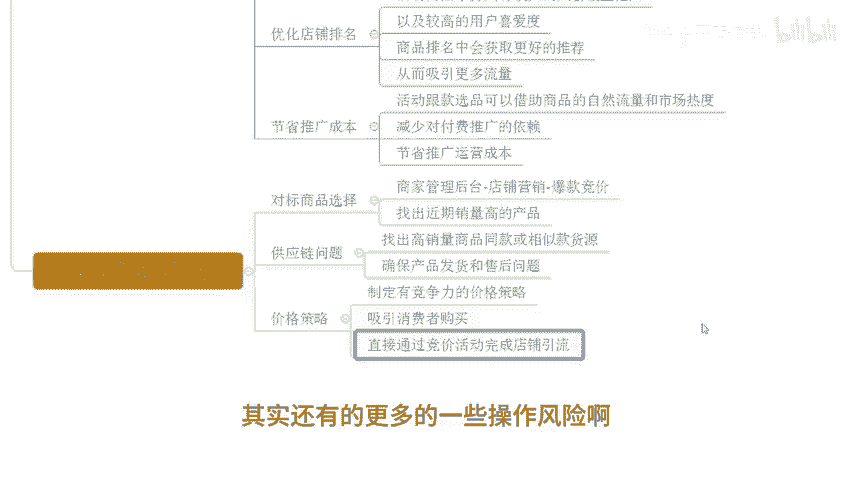 以及较高的用户喜爱度
优化店铺排名
商品排名中会获取更好的推荐
从而吸引更多流量
活动跟款选品可以借助商品的自然流量和市场热度
节省推广成本
减少对付费推广的依赖
节省推广运营成本
商家管理后台-店铺营销-爆款竞价
对标商品选择
找出近期销量高的产品
找出高销量商品同款或相似款货源
供应链问题
确保产品发货和售后问题
制定有竞争力的价格策略
价格策略
吸引消费者购买
直接通过竞价活动完成店铺引流
其实还有的更多的一些操作风险啊
bilibili